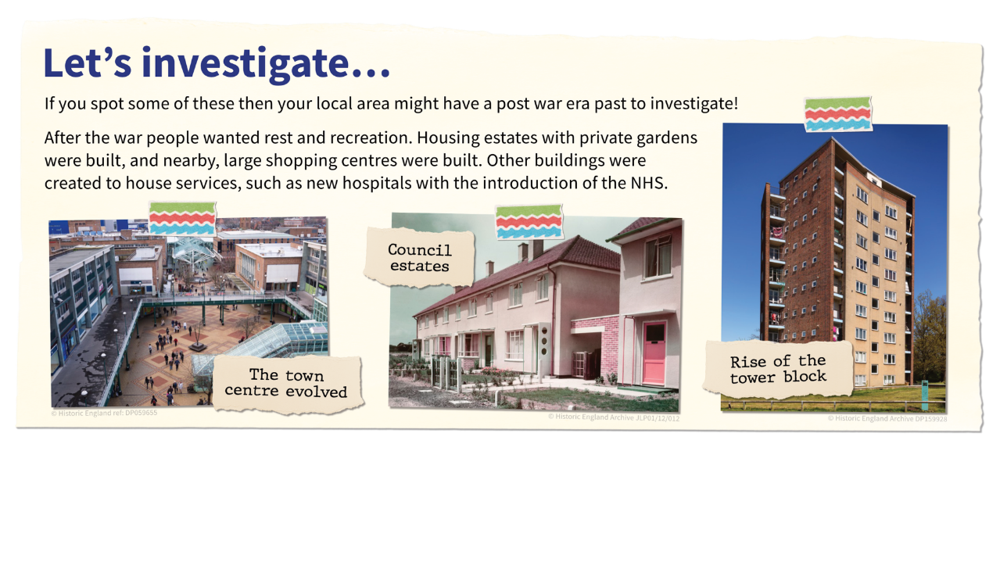 Let’s investigate…
If you spot some of these then your local area might have a post war era past to investigate!
After the war people wanted rest and recreation. Housing estates with private gardens
were built, and nearby, large shopping centres were built. Other buildings were
created to house services, such as new hospitals with the introduction of the NHS.
The town
centre evolved
© Historic England ref: DP059655
Council
estates
© Historic England Archive JLP01/12/012
Rise of the
tower block
© Historic England Archive DP159928